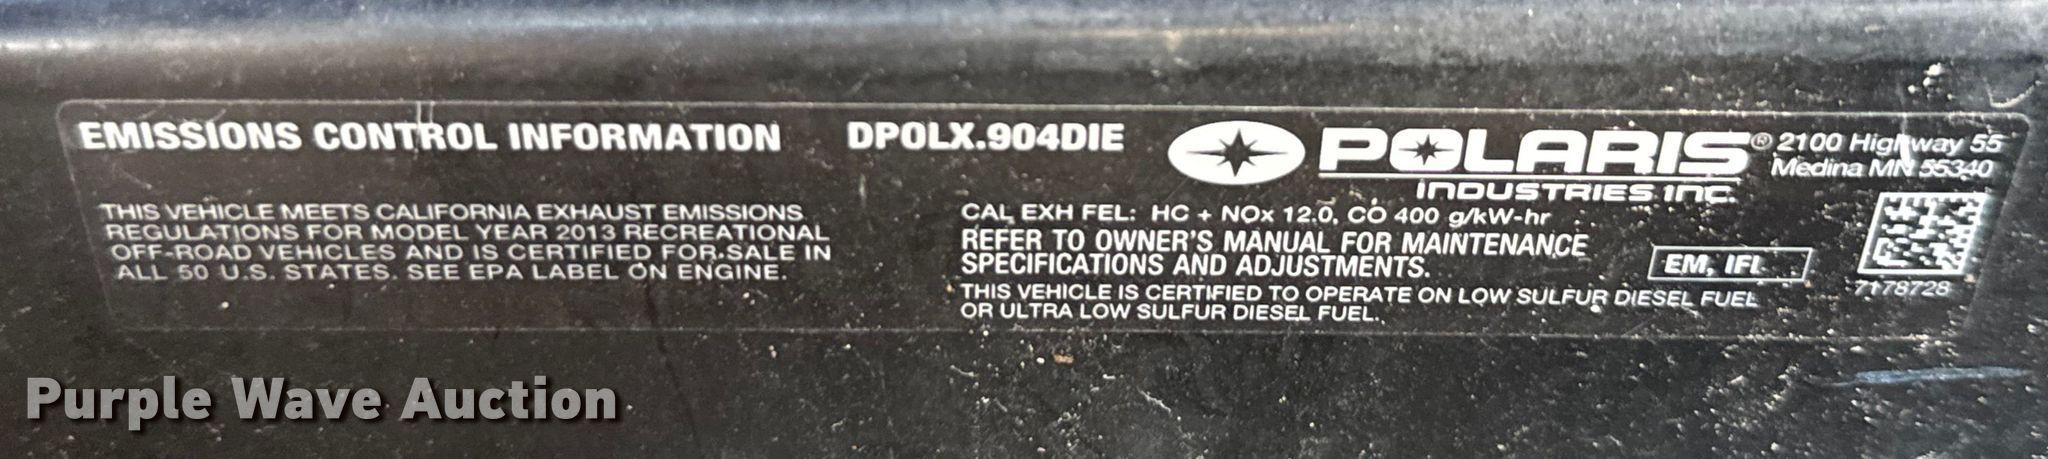 EMISSIONS CONTROL INFORMATION DPOLX.904DIE
POLARIS® 2100 Highway 55
INDUSTRIES INC. Medina MN 55340
THIS VEHICLE MEETS CALIFORNIA EXHAUST EMISSIONS
REGULATIONS FOR MODEL YEAR 2013 RECREATIONAL
OFF-ROAD VEHICLES AND IS CERTIFIED FOR SALE IN
ALL 50 U.S. STATES. SEE EPA LABEL ON ENGINE.
CAL EXH FEL: HC + NOx 12.0, CO 400 g/kW-hr
REFER TO OWNER'S MANUAL FOR MAINTENANCE
SPECIFICATIONS AND ADJUSTMENTS.
EM, IFI
THIS VEHICLE IS CERTIFIED TO OPERATE ON LOW SULFUR DIESEL FUEL
OR ULTRA LOW SULFUR DIESEL FUEL.
7178728
Purple Wave Auction